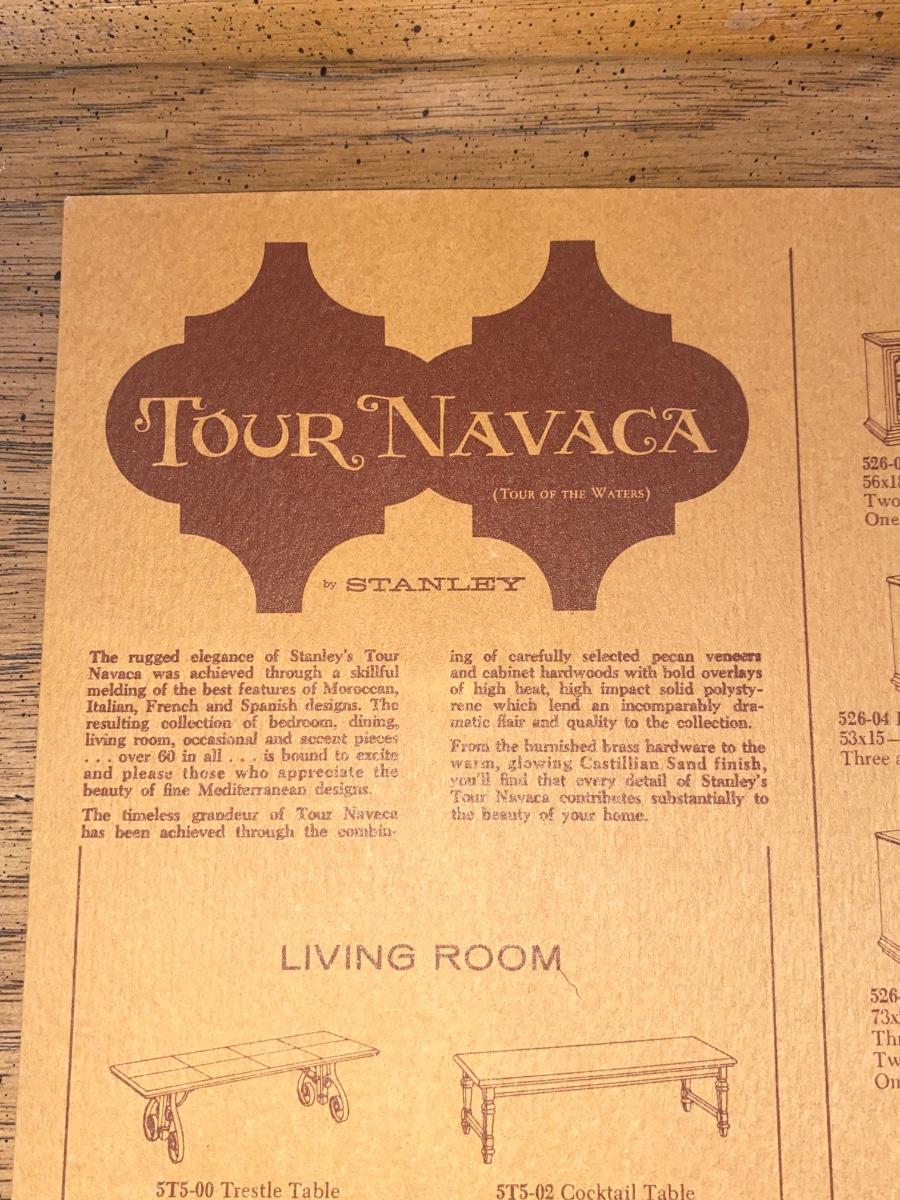 TOUR NAVACA
(TOUR OF THE WATERS)
by STANLEY
The rugged elegance of Stanley's Tour
Navaca was achieved through a skillful
melding of the best features of Moroccan,
Italian, French and Spanish designs. The
resulting collection of bedroom, dining,
living room, occasional and accent pieces
. . . over 60 in all . . . is bound to excite
and please those who appreciate the
beauty of fine Mediterranean designs.
The timeless grandeur of Tour Navaca
has been achieved through the combin-
ing of carefully selected pecan veneers
and cabinet hardwoods with bold overlays
of high heat, high impact solid polysty-
rene which lend an incomparably dra-
matic flair and quality to the collection.
From the burnished brass hardware to the
warm, glowing Castillian Sand finish,
you'll find that every detail of Stanley's
Tour Navaca contributes substantially to
the beauty of your home.
LIVING ROOM
5T5-00 Trestle Table
5T5-02 Cocktail Table
526-0
56x18
Two
One
526-04
53x15—
Three a
526-
73x
Thr
Tw
On